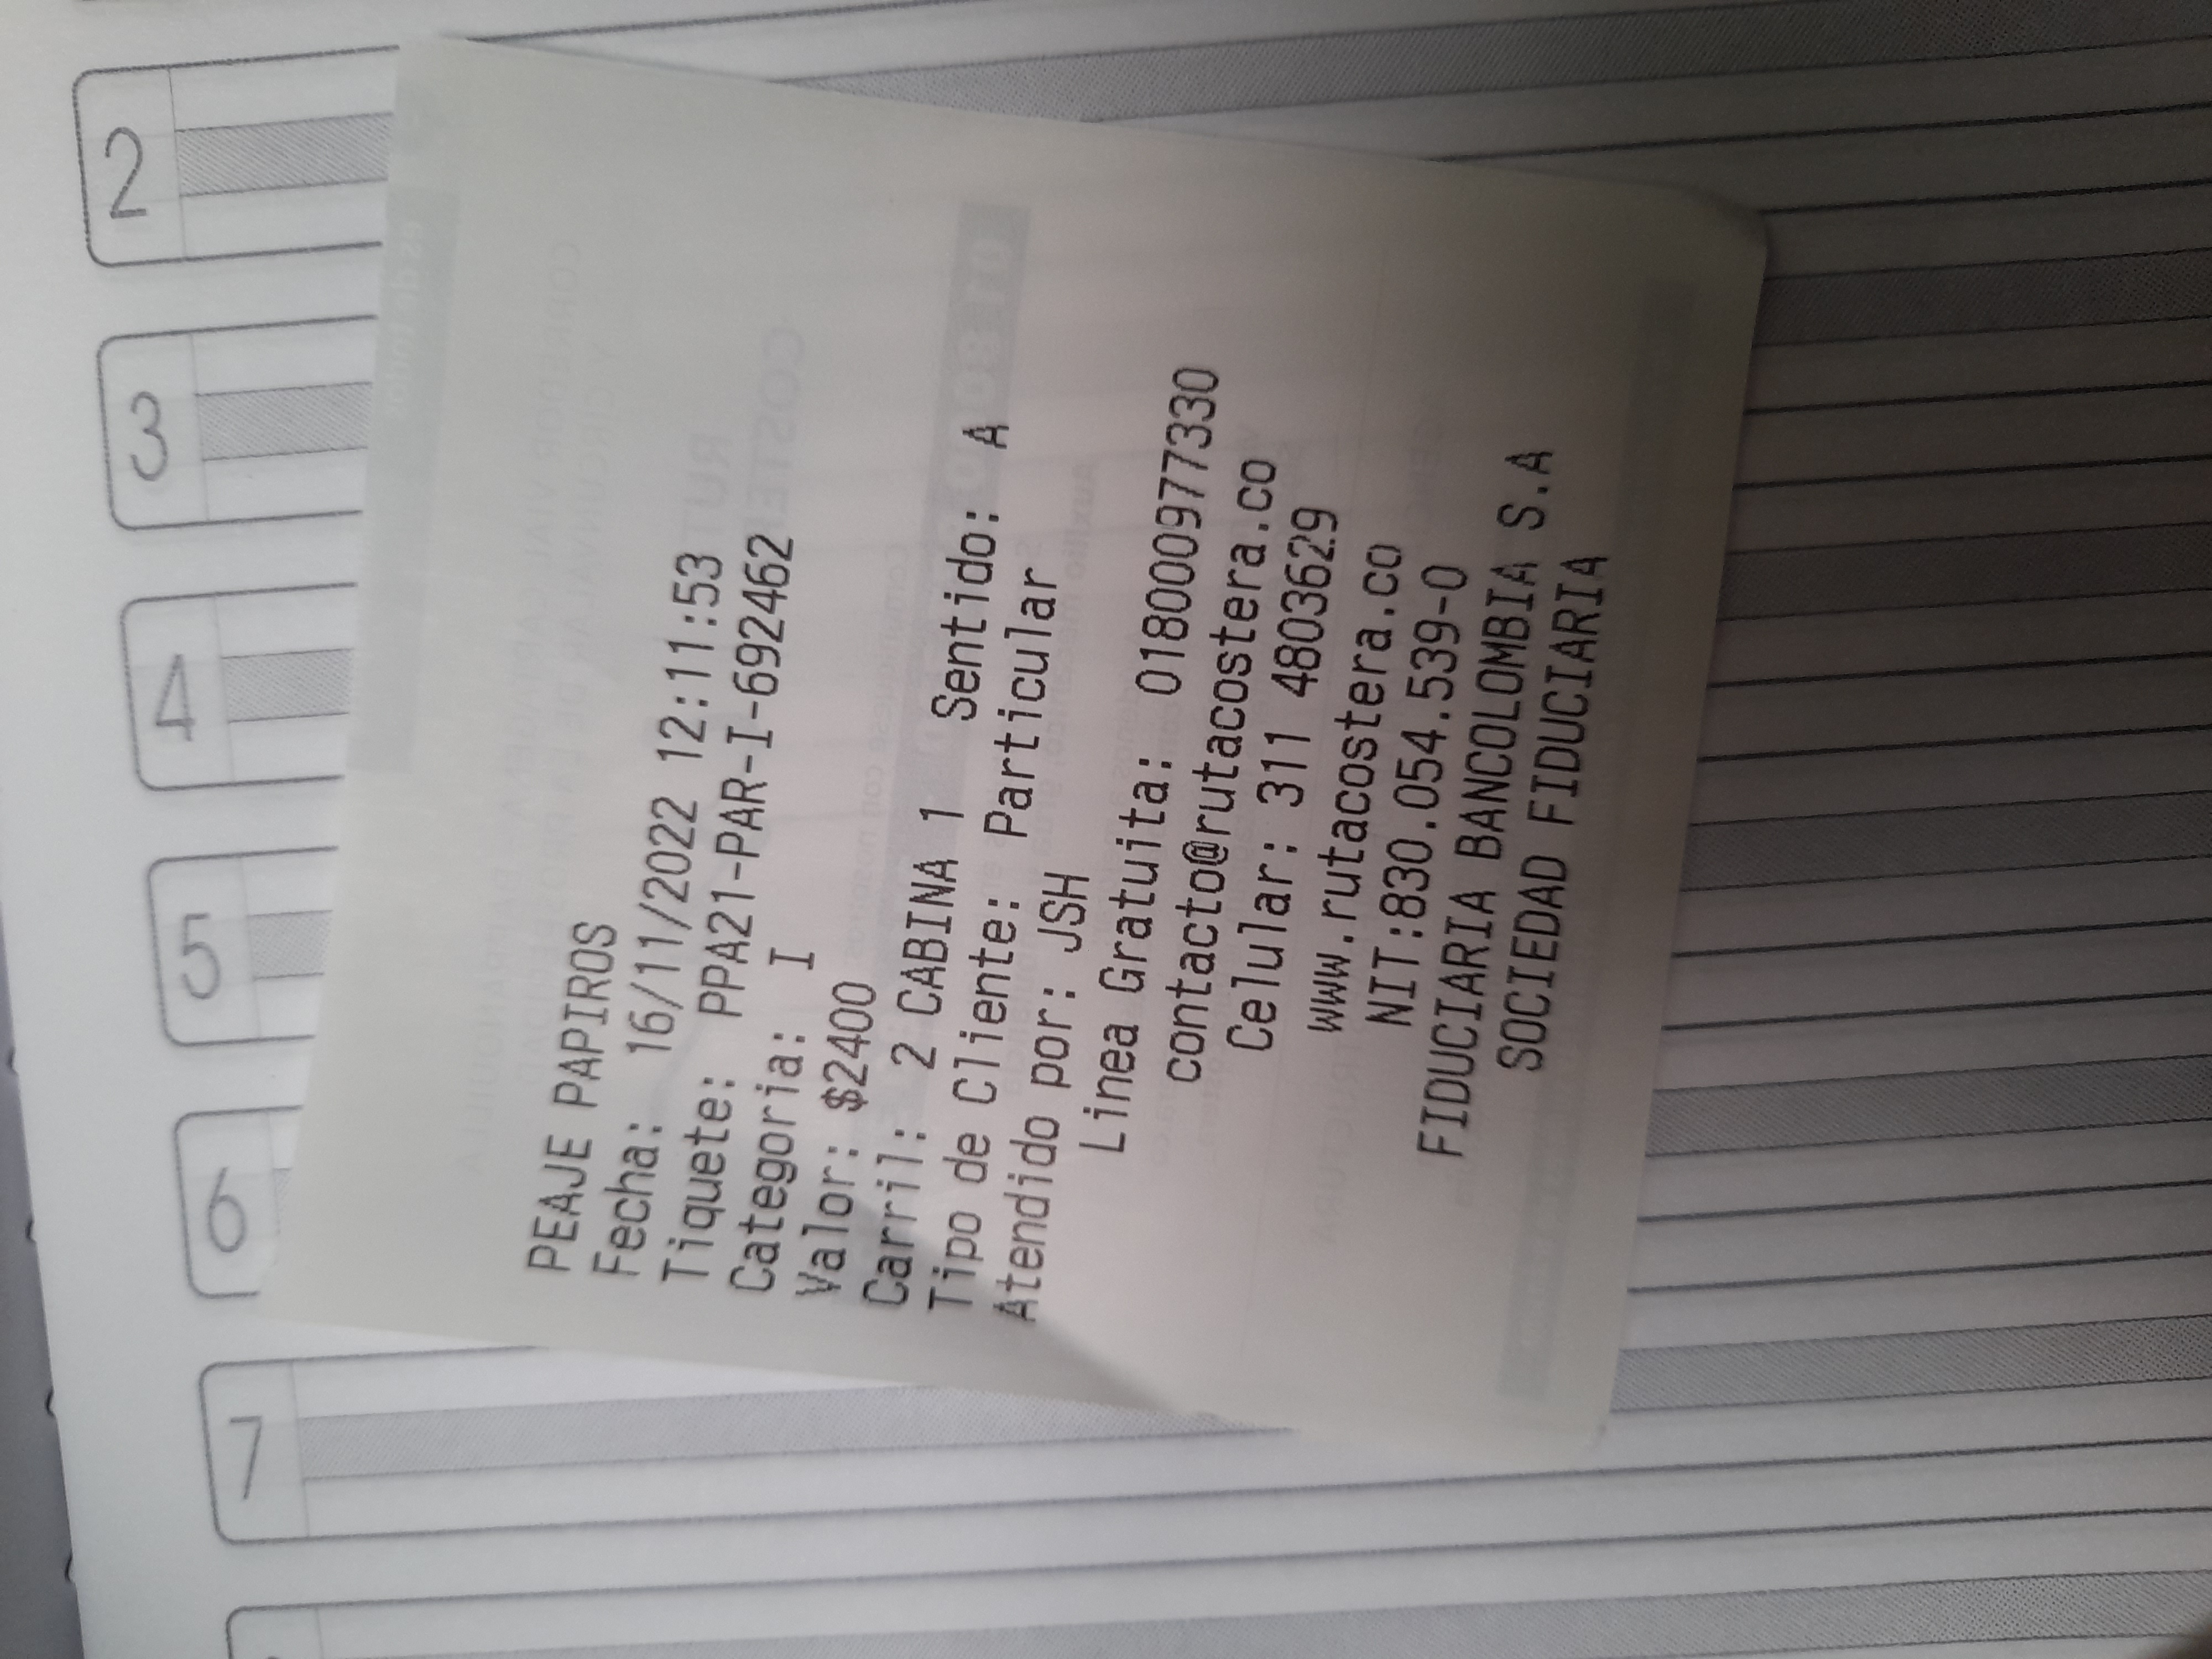 PEAJE PAPIROS
Fecha: 16/11/2022 12:11:53
Tiquete: PPA21-PAR-I-692462
Categoria: I
Valor: $2400
Carril: 2 CABINA 1 Sentido: A
Tipo de Cliente: Particular
Atendido por: JSH
Linea Gratuita: 018000977330
contacto@rutacostera.co
Celular: 311 4803629
www.rutacostera.co
NIT:830.054.539-0
FIDUCIARIA BANCOLOMBIA S.A
SOCIEDAD FIDUCIARIA
2
3
4
5
6
7